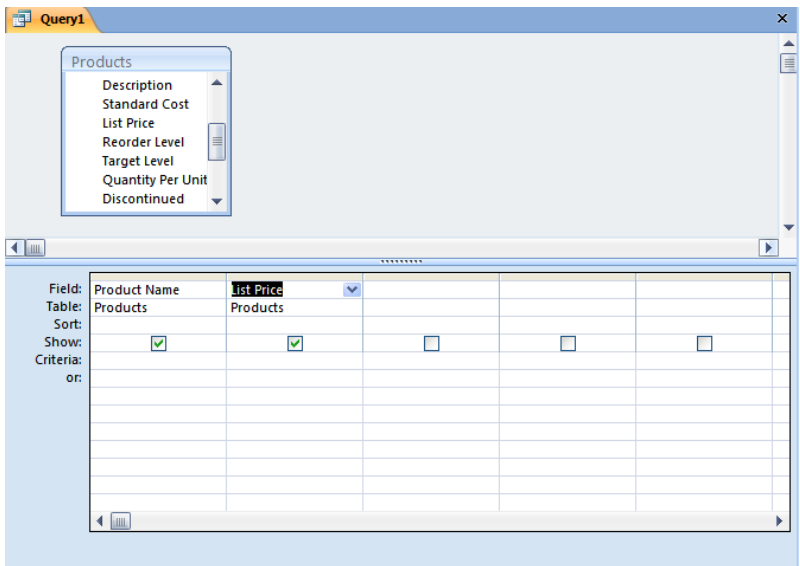 Query1
Products
Description
Standard Cost
List Price
Reorder Level
Target Level
Quantity Per Unit
Discontinued
Field: Product Name List Price
Table: Products Products
Sort:
Show:
Criteria:
or: